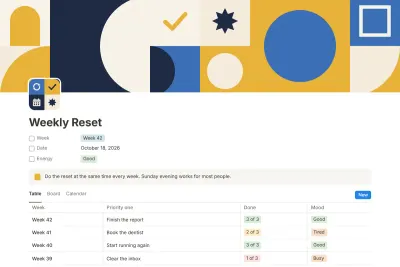 Weekly Reset
Week Week 42
Date October 18, 2026
Energy Good
Do the reset at the same time every week. Sunday evening works for most people.
Table Board Calendar New
Week Priority one Done Mood
Week 42 Finish the report 3 of 3 Good
Week 41 Book the dentist 2 of 3 Tired
Week 40 Start running again 3 of 3 Good
Week 39 Clear the inbox 1 of 3 Busy